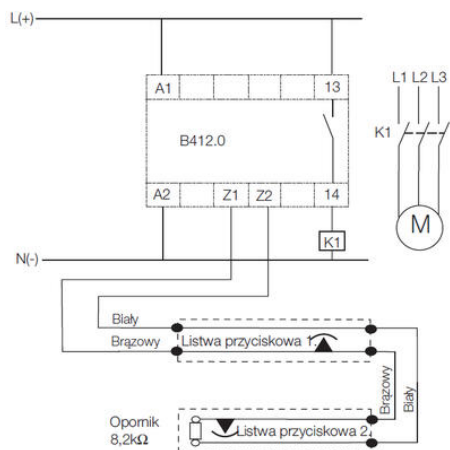 L(+)
A1
13
L1 L2 L3
B412.0
K1
A2
Z1
Z2
14
M
K1
N(-)
Biały
Brązowy
Listwa przyciskowa 1.
Brązowy
Biały
Opornik
8,2kΩ
Listwa przyciskowa 2.